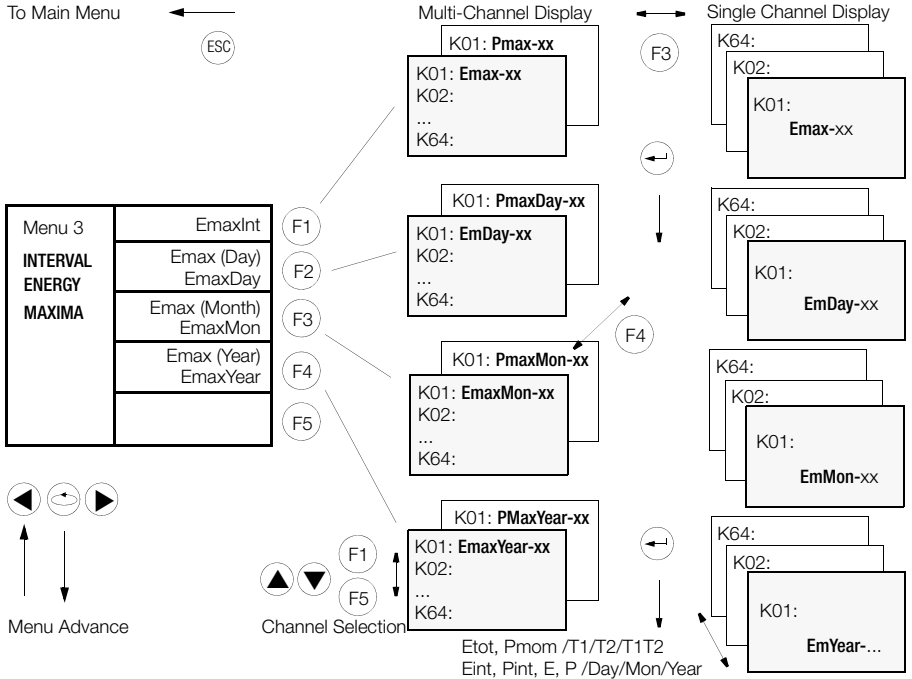 To Main Menu
ESC
Multi-Channel Display
Single Channel Display
F3
K01: Pmax-xx
K01: Emax-xx
K02:
...
K64:
K64:
K02:
K01:
Emax-xx
Menu 3
INTERVAL
ENERGY
MAXIMA
EmaxInt
F1
Emax (Day)
EmaxDay
F2
Emax (Month)
EmaxMon
F3
Emax (Year)
EmaxYear
F4
F5
K01: PmaxDay-xx
K01: EmDay-xx
K02:
...
K64:
K64:
K02:
K01:
EmDay-xx
F4
K01: PmaxMon-xx
K01: EmaxMon-xx
K02:
...
K64:
K64:
K02:
K01:
EmMon-xx
K01: PMaxYear-xx
K01: EmaxYear-xx
K02:
...
K64:
K64:
K02:
K01:
EmYear-...
F1
F5
Menu Advance
Channel Selection
Etot, Pmom /T1/T2/T1T2
Eint, Pint, E, P /Day/Mon/Year